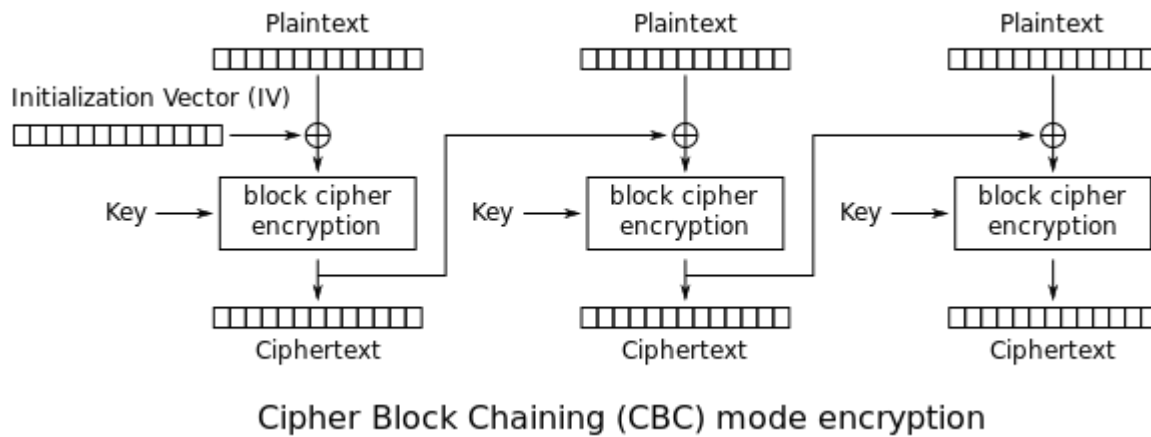 Plaintext
Plaintext
Plaintext
Initialization Vector (IV)
Key
block cipher
encryption
Key
block cipher
encryption
Key
block cipher
encryption
Ciphertext
Ciphertext
Ciphertext
Cipher Block Chaining (CBC) mode encryption